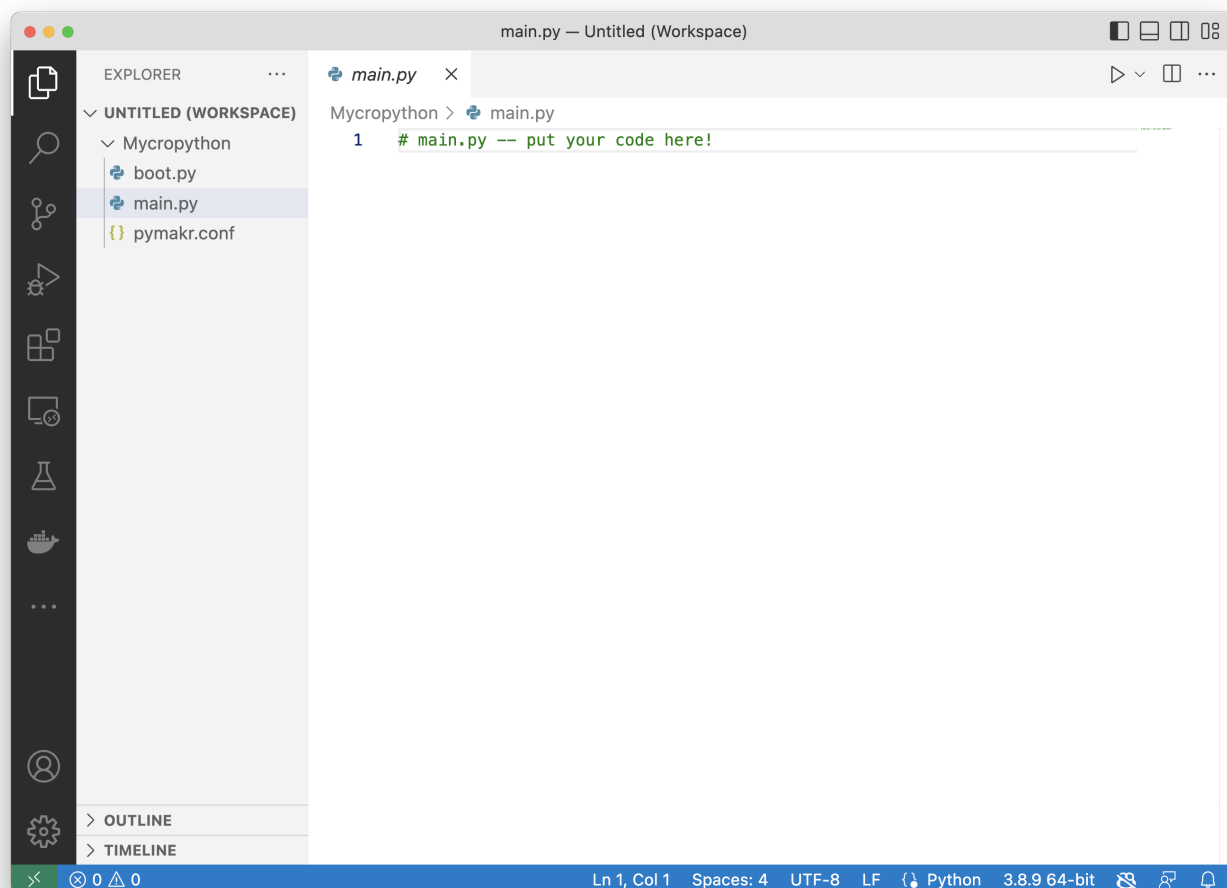 main.py — Untitled (Workspace)
EXPLORER
UNTITLED (WORKSPACE)
Mycropython
boot.py
main.py
{} pymakr.conf
OUTLINE
TIMELINE
main.py
Mycropython > main.py
1 # main.py -- put your code here!
0 0
Ln 1, Col 1 Spaces: 4 UTF-8 LF Python 3.8.9 64-bit